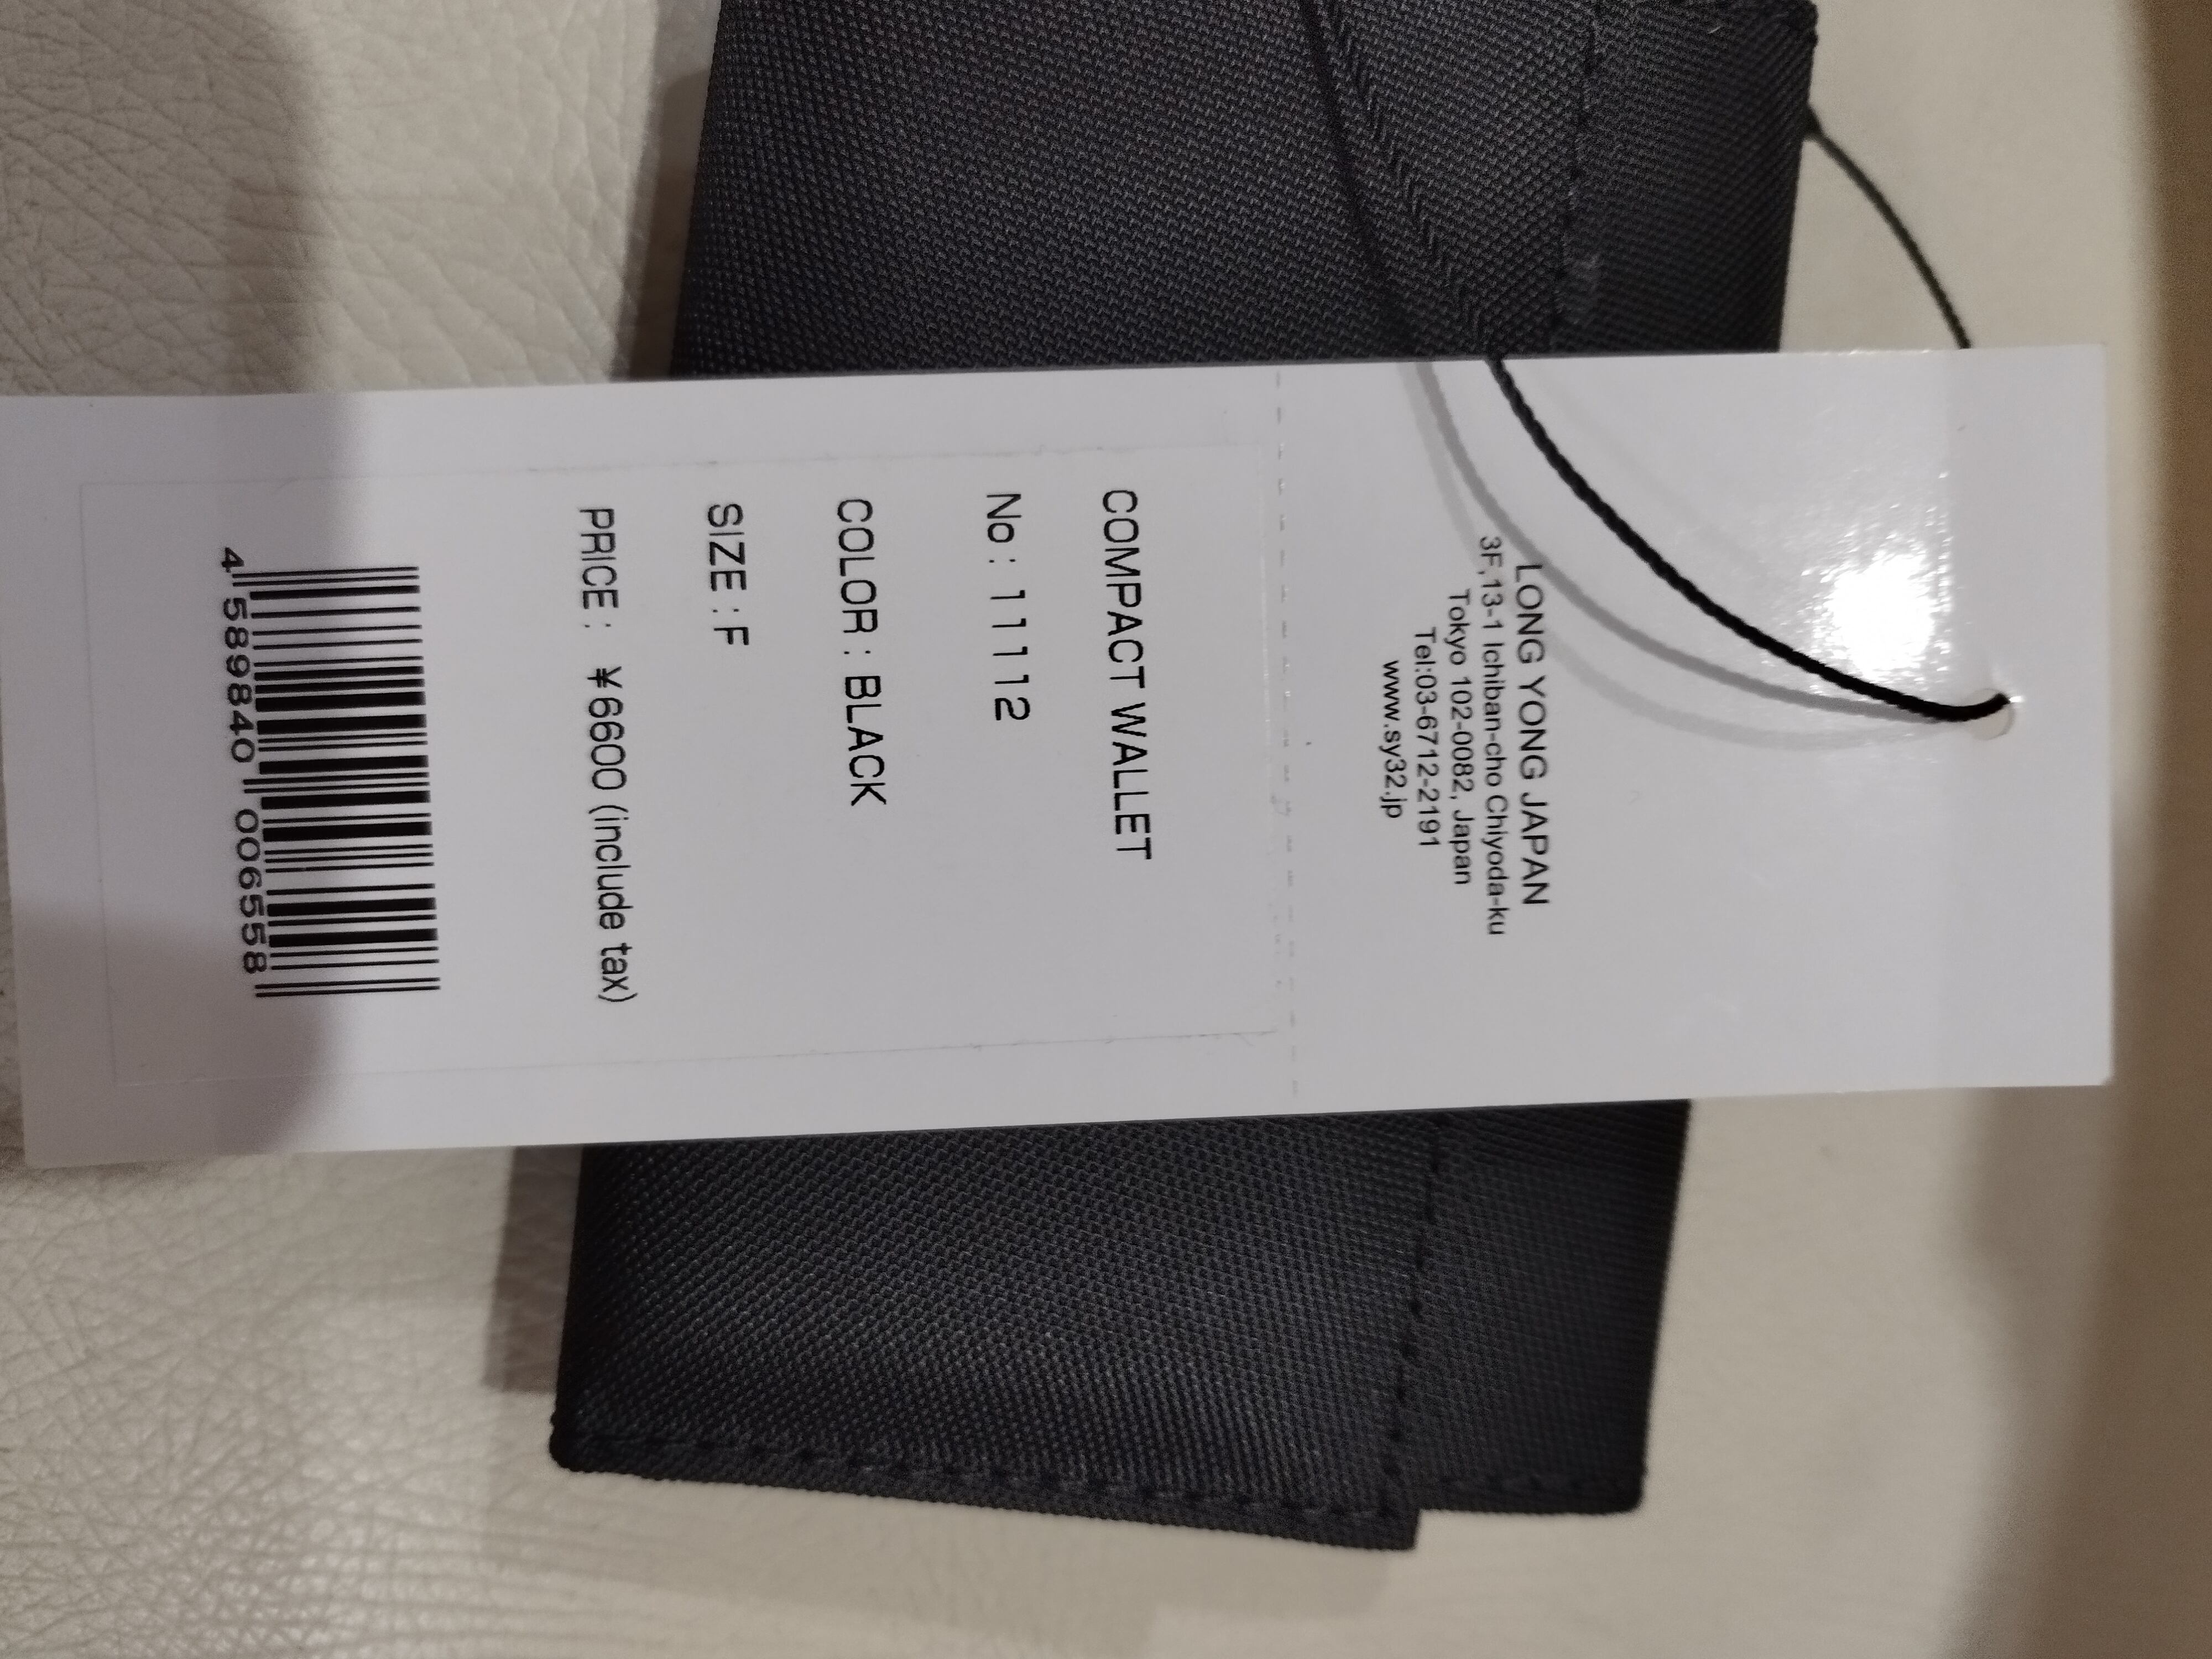 LONG YONG JAPAN
3F,13-1 Ichiban-cho Chiyoda-ku
Tokyo 102-0082, Japan
Tel:03-6712-2191
www.sy32.jp
COMPACT WALLET
No : 11112
COLOR : BLACK
SIZE : F
PRICE : ¥6600 (include tax)
4 589840 006558